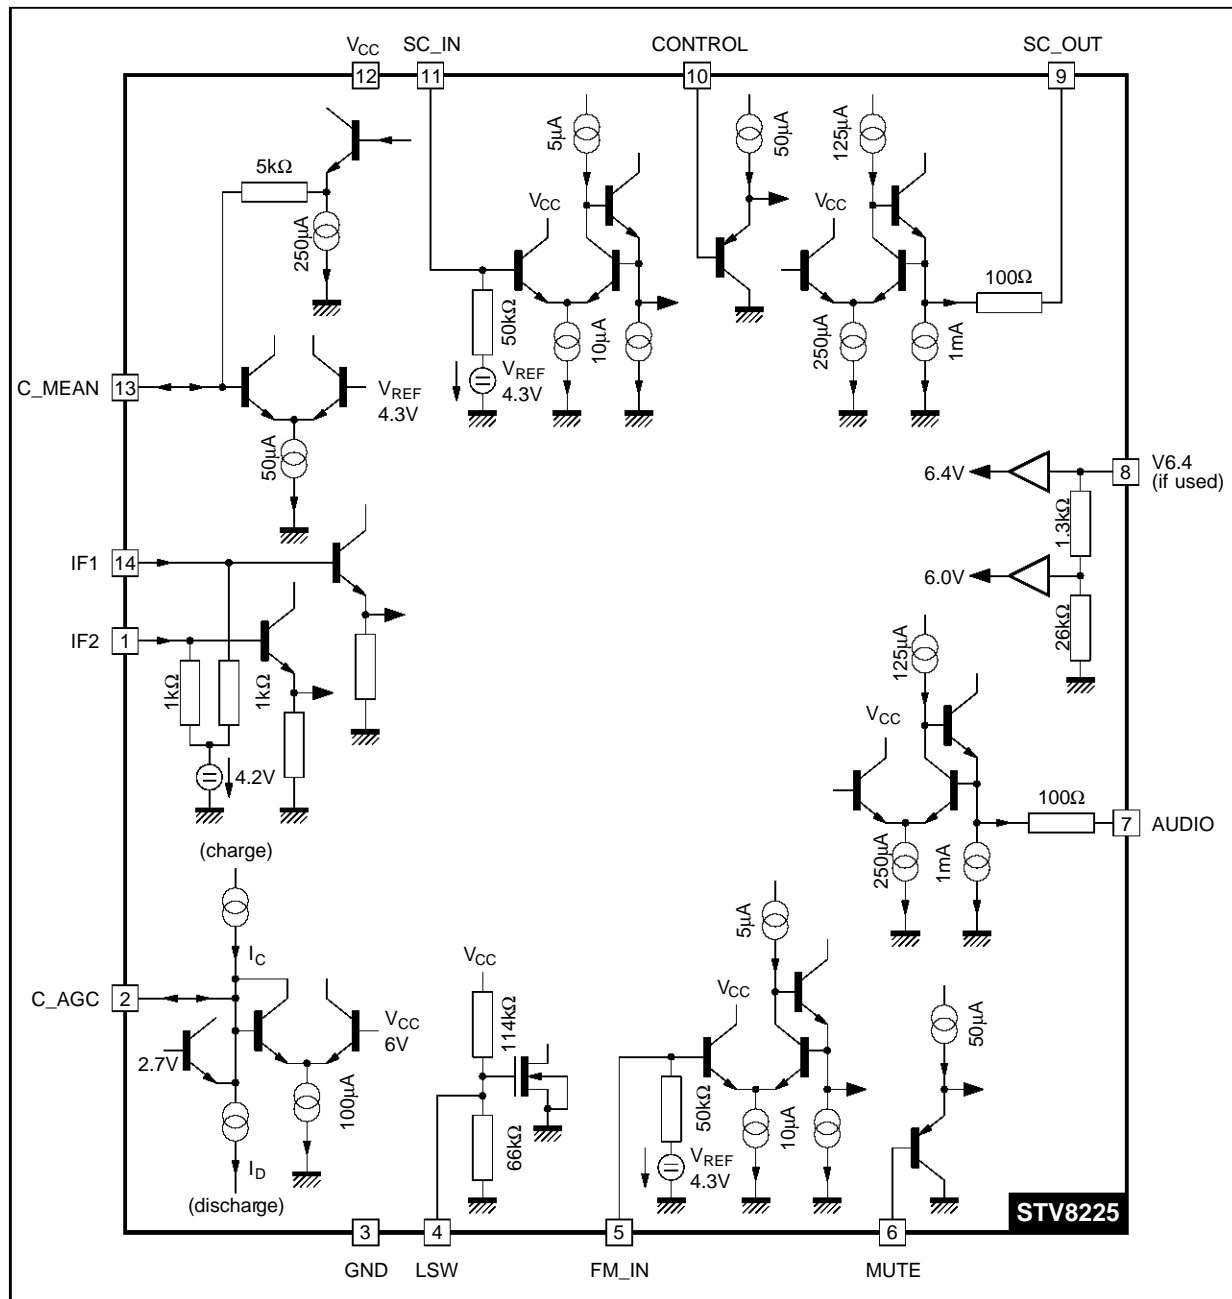 VCC SC_IN CONTROL SC_OUT
12 11 10 9
5µA 50µA 125µA
5kΩ
VCC VCC
250µA
100Ω
50kΩ 10µA 250µA 1mA
VREF
4.3V
C_MEAN 13
VREF
4.3V
50µA
6.4V 8 V6.4
(if used)
1.3kΩ
IF1 14
6.0V
26kΩ
IF2 1
125µA
1kΩ 1kΩ
VCC
4.2V
100Ω
7 AUDIO
(charge)
250µA 1mA
5µA
IC
VCC
C_AGC 2
VCC
50µA
VCC
6V
114kΩ
2.7V
100µA
50kΩ 10µA
66kΩ
VREF
4.3V
ID
(discharge)
STV8225
3 4 5 6
GND LSW FM_IN MUTE